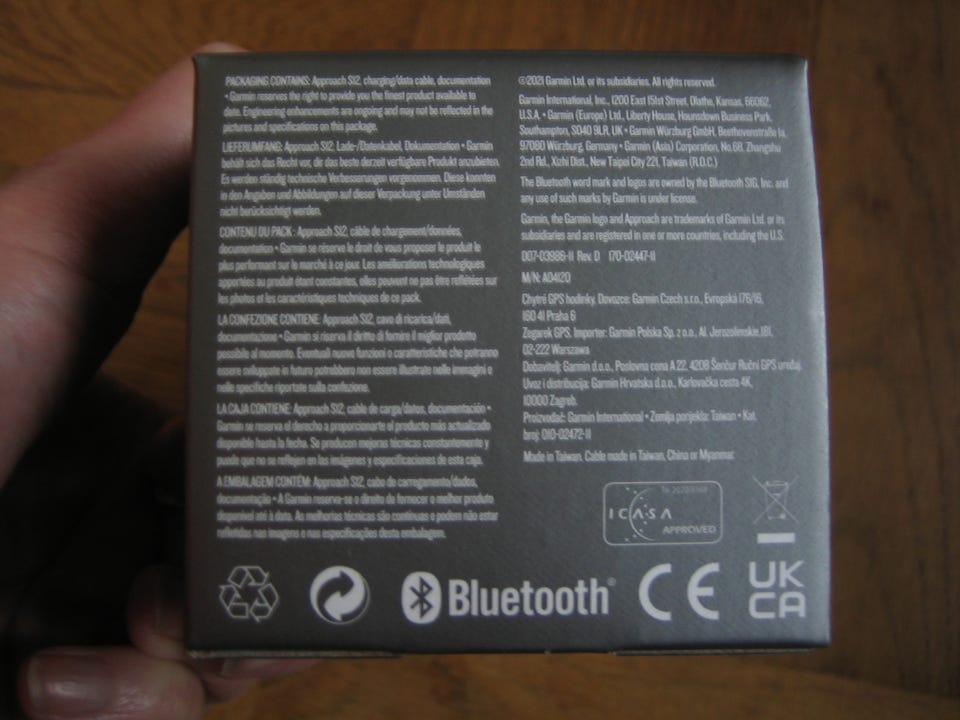 PACKAGING CONTAINS: Approach S12, charging/data cable, documentation
• Garmin reserves the right to provide you the finest product available to
date. Engineering enhancements are ongoing and may not be reflected in the
pictures and specifications on this package.
LIEFERUMFANG: Approach S12, Lade-/Datenkabel, Dokumentation • Garmin
behält sich das Recht vor, dir das beste derzeit verfügbare Produkt anzubieten.
Es werden ständig technische Verbesserungen vorgenommen. Diese konnten
in den Angaben und Abbildungen auf dieser Verpackung unter Umständen
nicht berücksichtigt werden.
CONTENU DU PACK : Approach S12, câble de chargement/données,
documentation • Garmin se réserve le droit de vous proposer le produit le
plus performant sur le marché à ce jour. Les améliorations technologiques
apportées au produit étant constantes, elles peuvent ne pas être reflétées sur
les photos et les caractéristiques techniques de ce pack.
LA CONFEZIONE CONTIENE: Approach S12, cavo di ricarica/dati,
documentazione • Garmin si riserva il diritto di fornire il miglior prodotto
possibile al momento. Eventuali nuove funzioni o caratteristiche che potranno
essere sviluppate in futuro potrebbero non essere illustrate nelle immagini o
nelle specifiche riportate sulla confezione.
LA CAJA CONTIENE: Approach S12, cable de carga/datos, documentación •
Garmin se reserva el derecho a proporcionarte el producto más actualizado
disponible hasta la fecha. Se producen mejoras técnicas constantemente y
puede que no se reflejen en las imágenes y especificaciones de esta caja.
A EMBALAGEM CONTÉM: Approach S12, cabo de carregamento/dados,
documentação • A Garmin reserva-se o direito de fornecer o melhor produto
disponível até à data. As melhorias técnicas são contínuas e podem não estar
refletidas nas imagens e nas especificações desta embalagem.
©2021 Garmin Ltd. or its subsidiaries. All rights reserved.
Garmin International, Inc., 1200 East 151st Street, Olathe, Kansas, 66062,
U.S.A. • Garmin (Europe) Ltd., Liberty House, Hounsdown Business Park,
Southampton, SO40 9LR, UK • Garmin Würzburg GmbH, Beethovenstraße 1a,
97080 Würzburg, Germany • Garmin (Asia) Corporation, No.68, Zhangshu
2nd Rd., Xizhi Dist., New Taipei City 221, Taiwan (R.O.C.)
The Bluetooth word mark and logos are owned by the Bluetooth SIG, Inc. and
any use of such marks by Garmin is under license.
Garmin, the Garmin logo and Approach are trademarks of Garmin Ltd. or its
subsidiaries and are registered in one or more countries, including the U.S.
007-03986-11 Rev. D 170-02447-11
M/N: A04120
Chytré GPS hodinky. Dovozce: Garmin Czech s.r.o., Evropská 176/16,
160 41 Praha 6
Zegarek GPS. Importer: Garmin Polska Sp. z o.o., Al. Jerozolimskie 181,
02-222 Warszawa
Dobavitelj: Garmin d.o.o., Poslovna cona A 22, 4208 Šenčur Ručni GPS uređaj.
Uvoz i distribucija: Garmin Hrvatska d.o.o., Karlovačka cesta 4K,
10000 Zagreb.
Proizvođač: Garmin International • Zemlja porijekla: Taiwan • Kat.
broj: 010-02472-11
Made in Taiwan. Cable made in Taiwan, China or Myanmar
ICASA
APPROVED
Bluetooth®
CE
UK
CA